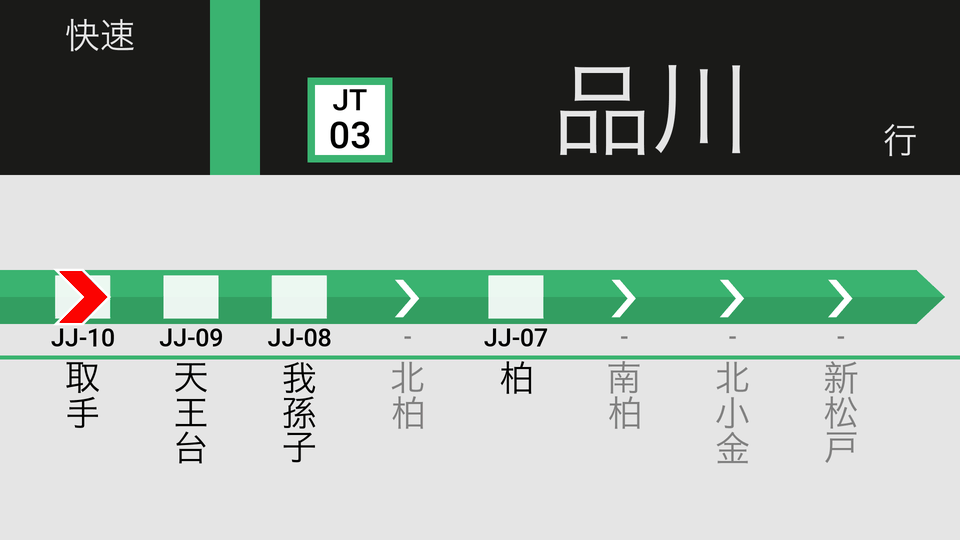 快速
JT
03
品川
行
JJ-10
JJ-09
JJ-08
-
JJ-07
-
-
-
取手
天王台
我孫子
北柏
柏
南柏
北小金
新松戸